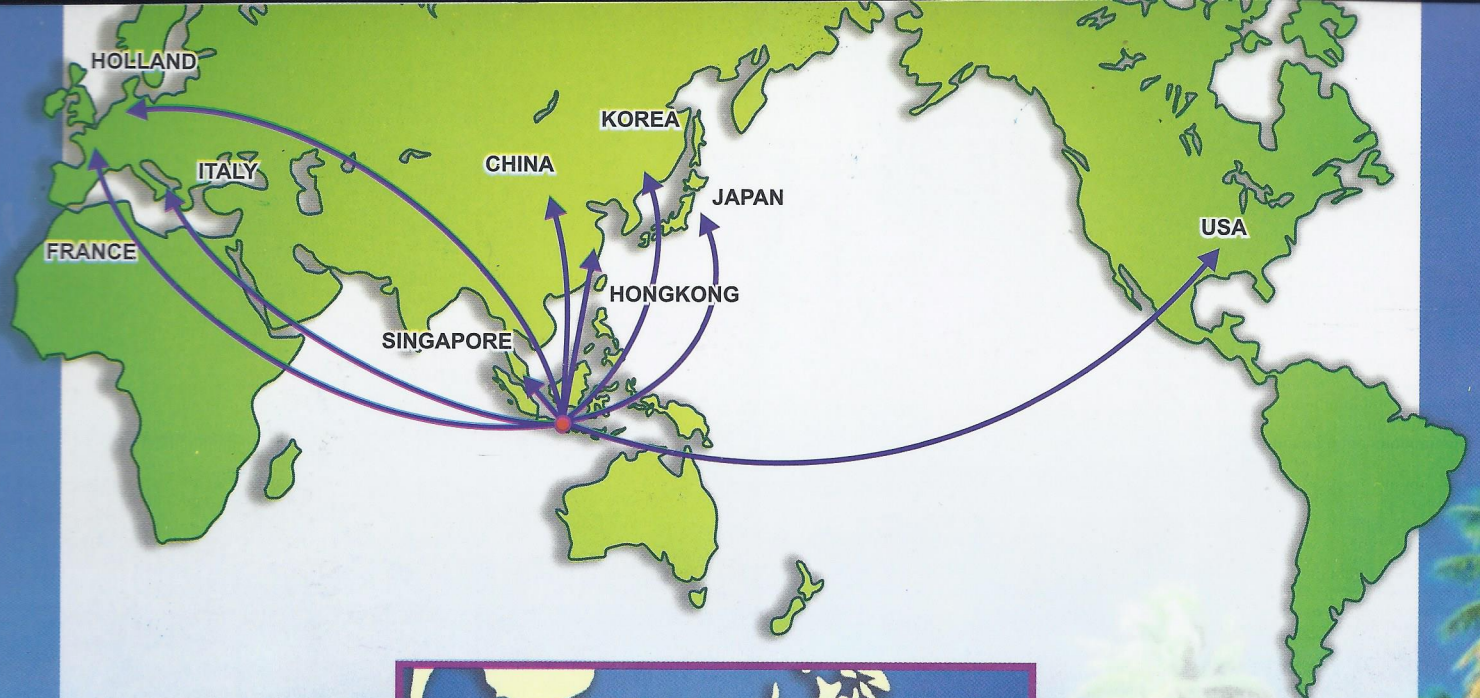 HOLLAND
KOREA
CHINA
ITALY
JAPAN
USA
FRANCE
HONGKONG
SINGAPORE